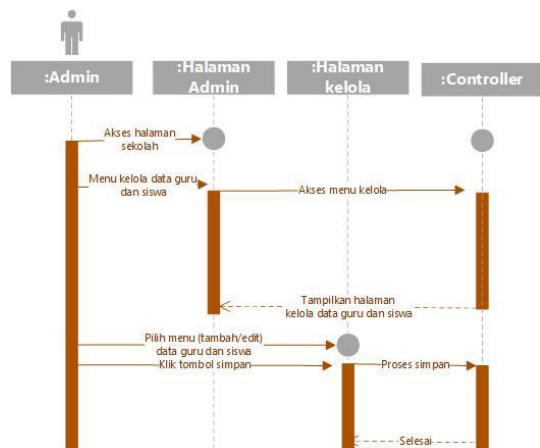 :Admin
:Halaman
Admin
:Halaman
kelola
:Controller
Akses halaman
sekolah
Menu kelola data guru
dan siswa
Akses menu kelola
Tampilkan halaman
kelola data guru dan siswa
Pilih menu (tambah/edit)
data guru dan siswa
Klik tombol simpan
Proses simpan
Selesai